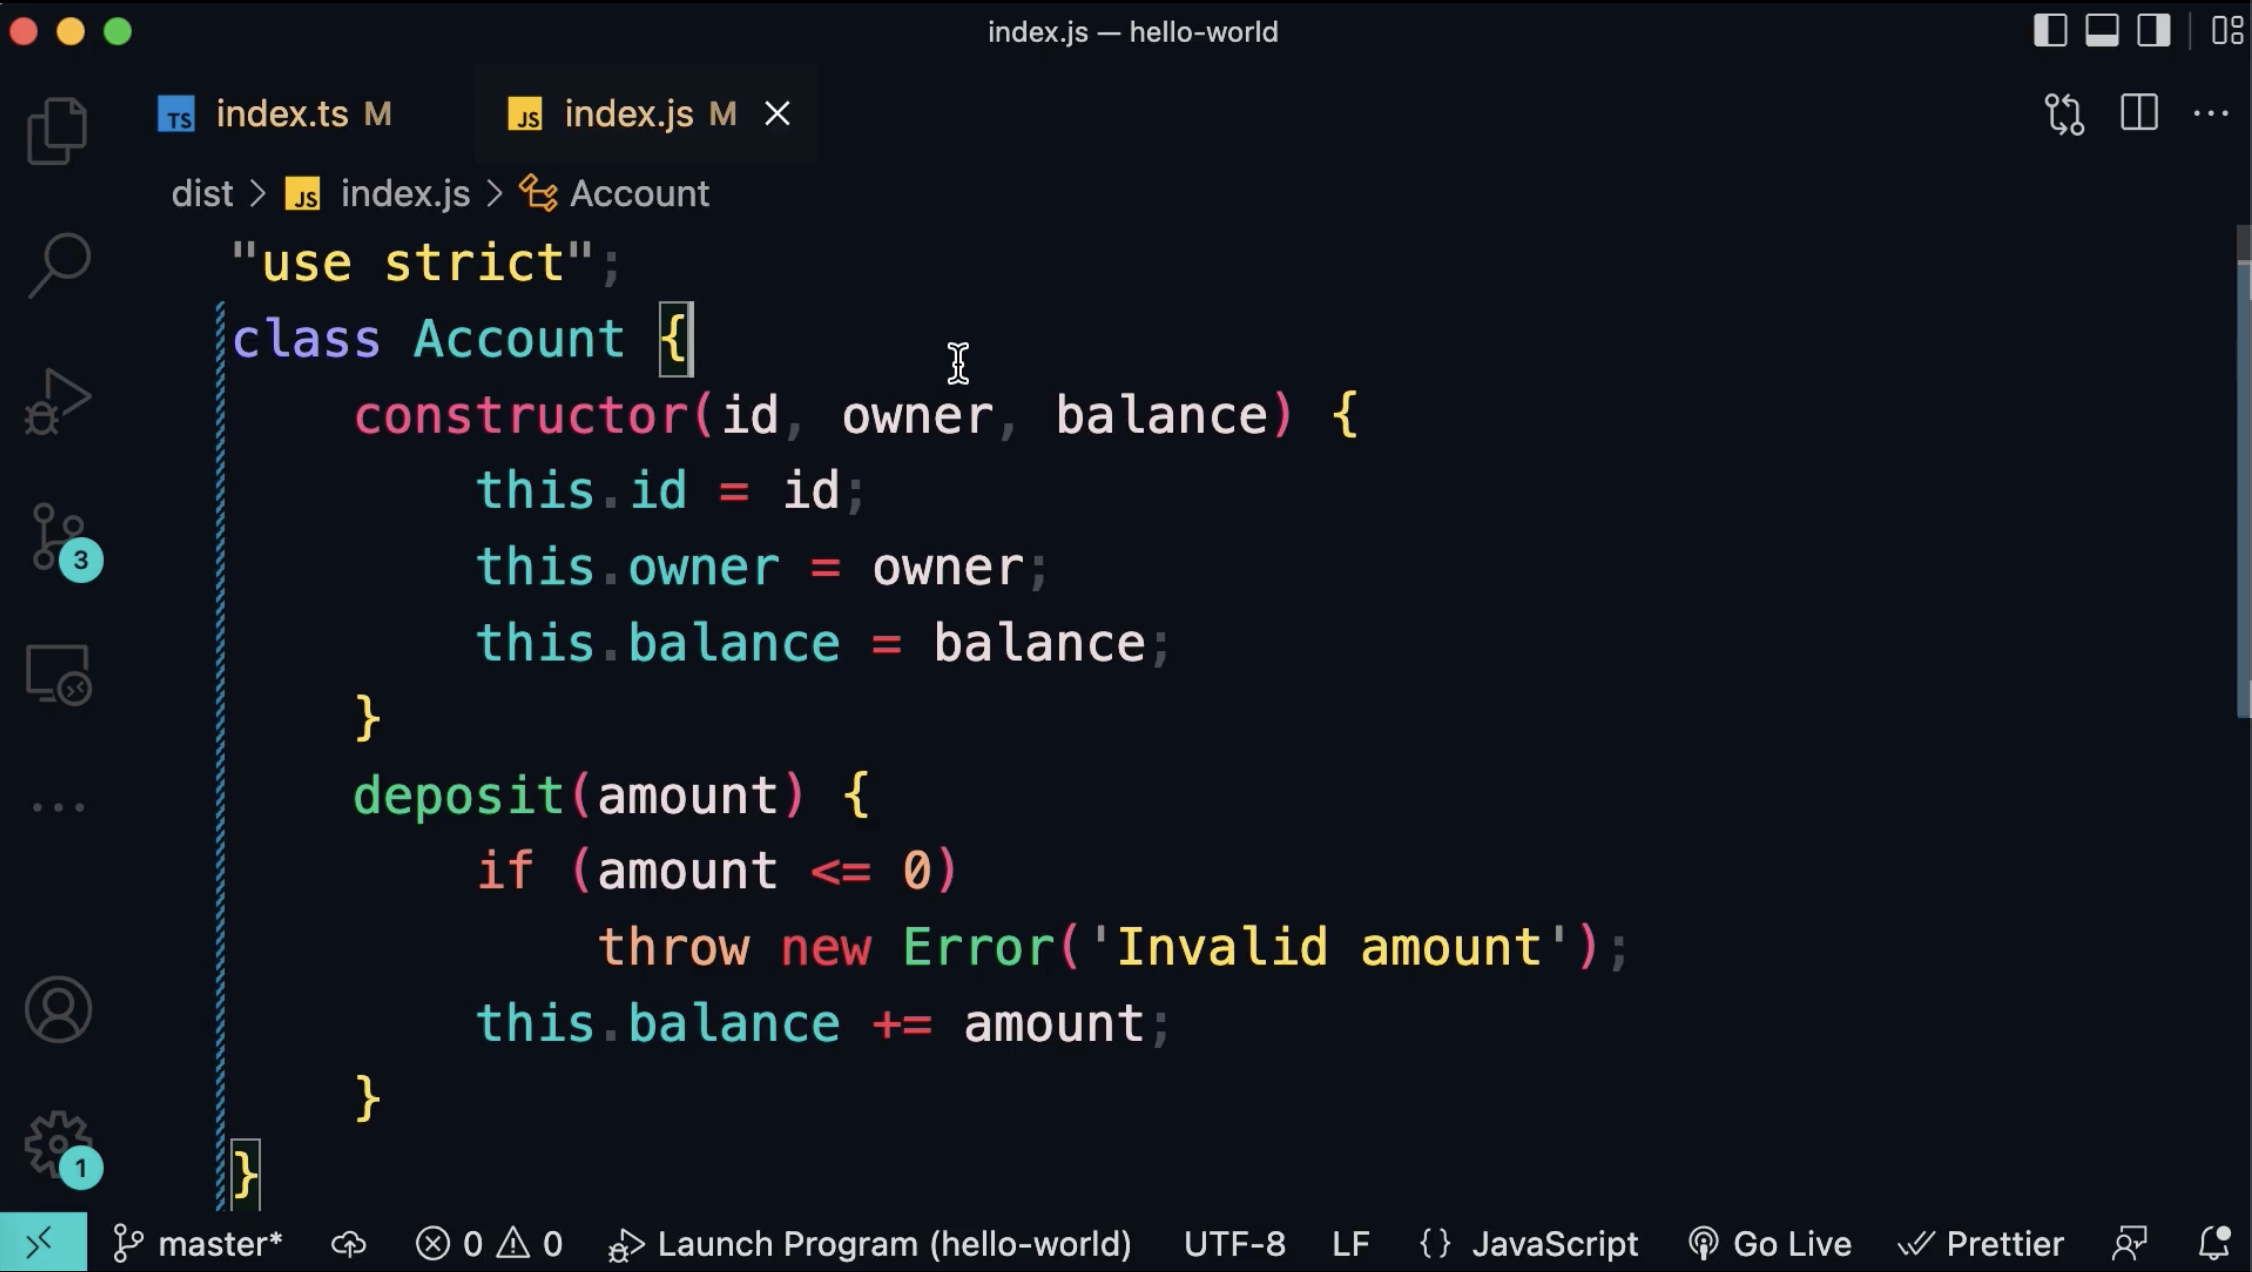 index.js — hello-world
TS index.ts M JS index.js M
dist > JS index.js > Account
"use strict";
class Account {
    constructor(id, owner, balance) {
        this.id = id;
        this.owner = owner;
        this.balance = balance;
    }
    deposit(amount) {
        if (amount <= 0)
            throw new Error('Invalid amount');
        this.balance += amount;
    }
}
3
1
master* 0 0 Launch Program (hello-world) UTF-8 LF {} JavaScript Go Live Prettier